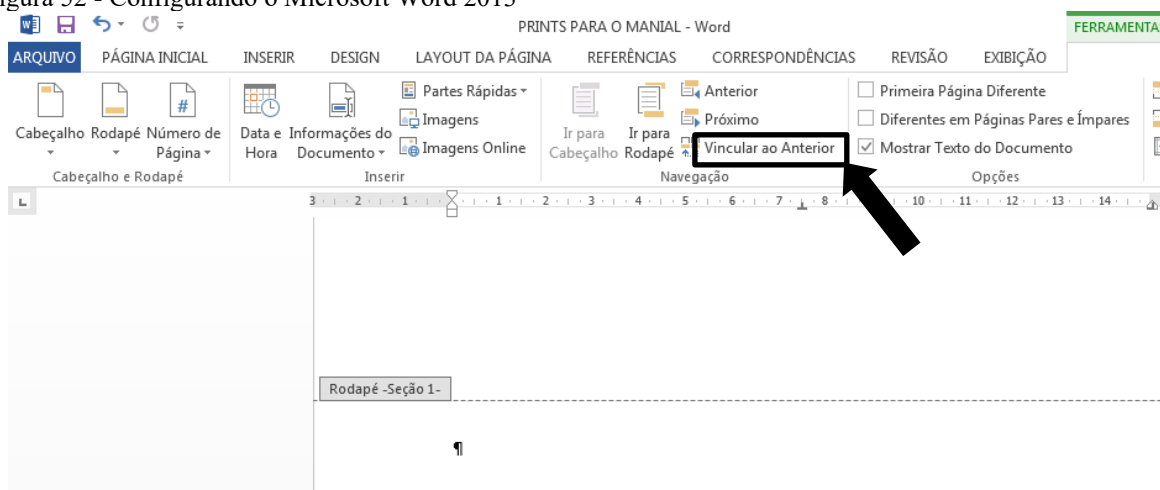 igura 52 - Configurando o Microsoft Word 2013
PRINTS PARA O MANIAL - Word
FERRAMENTAS
ARQUIVO PÁGINA INICIAL INSERIR DESIGN LAYOUT DA PÁGINA REFERÊNCIAS CORRESPONDÊNCIAS REVISÃO EXIBIÇÃO
Partes Rápidas Anterior Primeira Página Diferente
Imagens Próximo Diferentes em Páginas Pares e Ímpares
Cabeçalho Rodapé Número de Data e Informações do Imagens Online Ir para Ir para Vincular ao Anterior Mostrar Texto do Documento
Página Hora Documento Cabeçalho Rodapé
Cabeçalho e Rodapé Inserir Navegação Opções
3 2 1 1 2 3 4 5 6 7 8 10 11 12 13 14
Rodapé -Seção 1-
¶